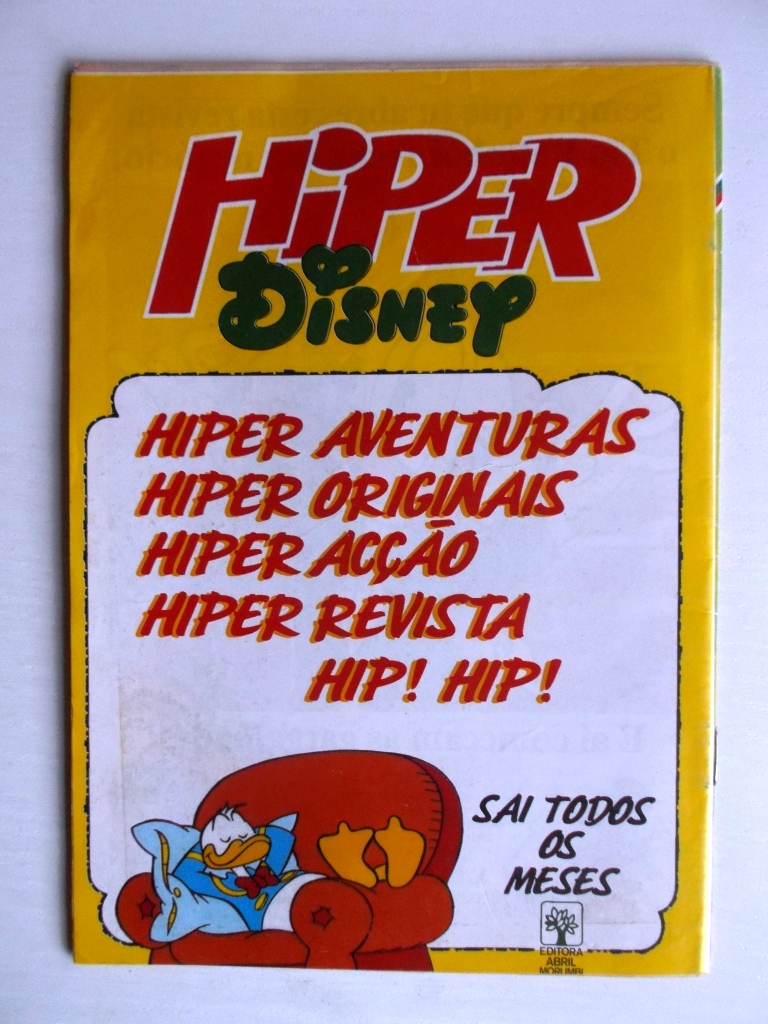 HiPER
DiSNEY
HIPER AVENTURAS
HIPER ORIGINAIS
HIPER ACÇÃO
HIPER REVISTA
HIP! HIP!
SAI TODOS
OS
MESES
EDITORA
ABRIL
MORUMBI